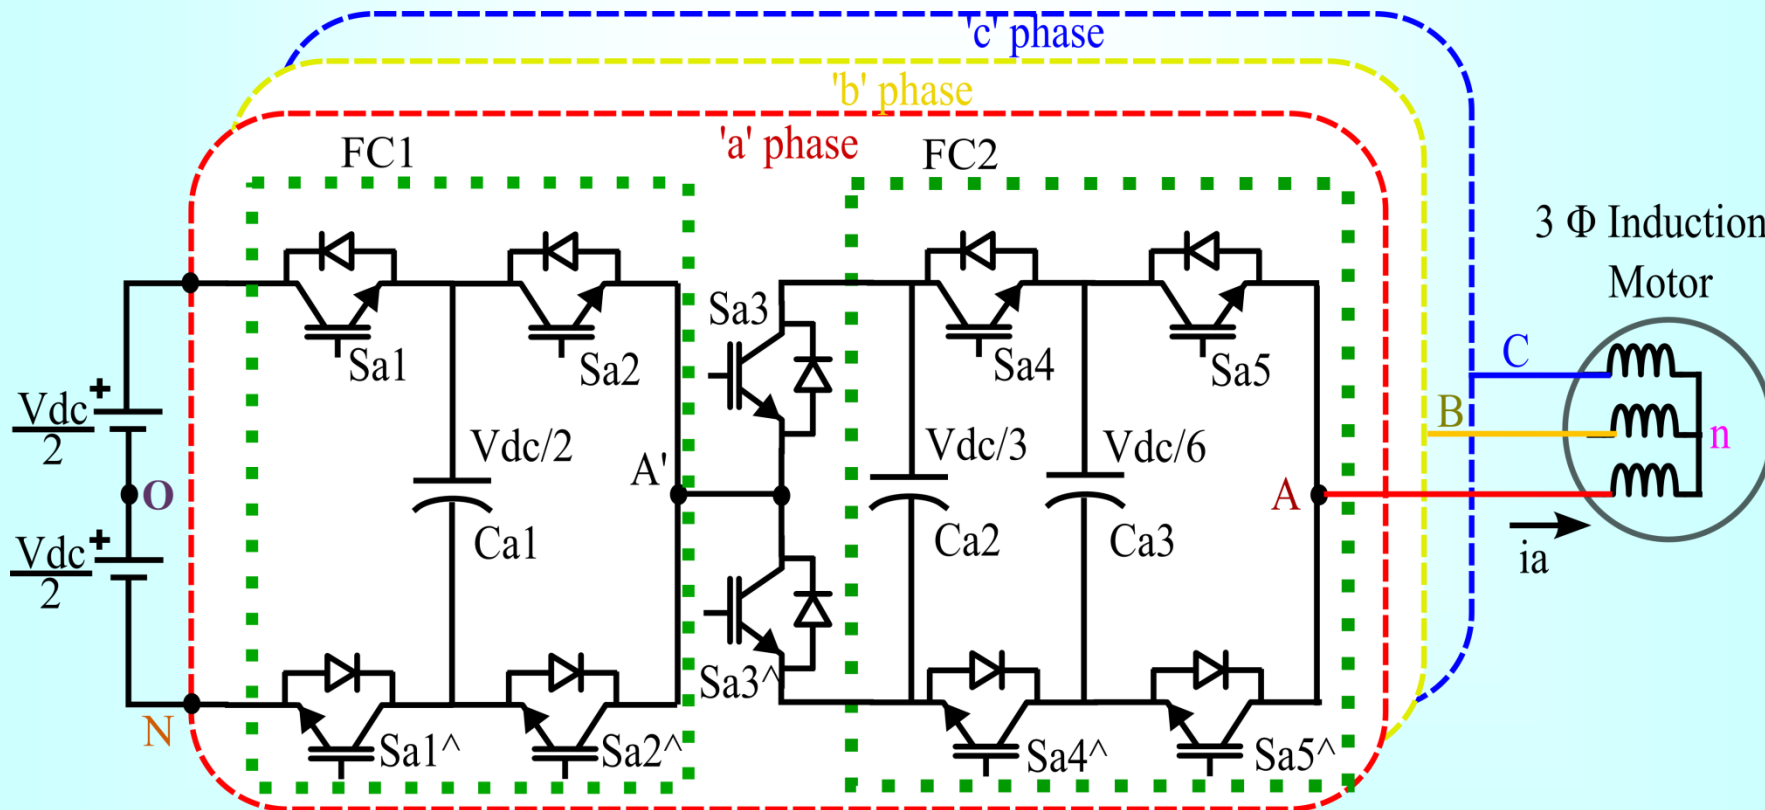 'c' phase
'b' phase
'a' phase
FC1
FC2
3 Φ Induction
Motor
Sa1
Sa2
Sa3
Sa4
Sa5
C
B
n
A
ia
Vdc
2
+
O
Vdc
2
+
N
Vdc/2
Ca1
A'
Vdc/3
Ca2
Vdc/6
Ca3
Sa3^
Sa1^
Sa2^
Sa4^
Sa5^